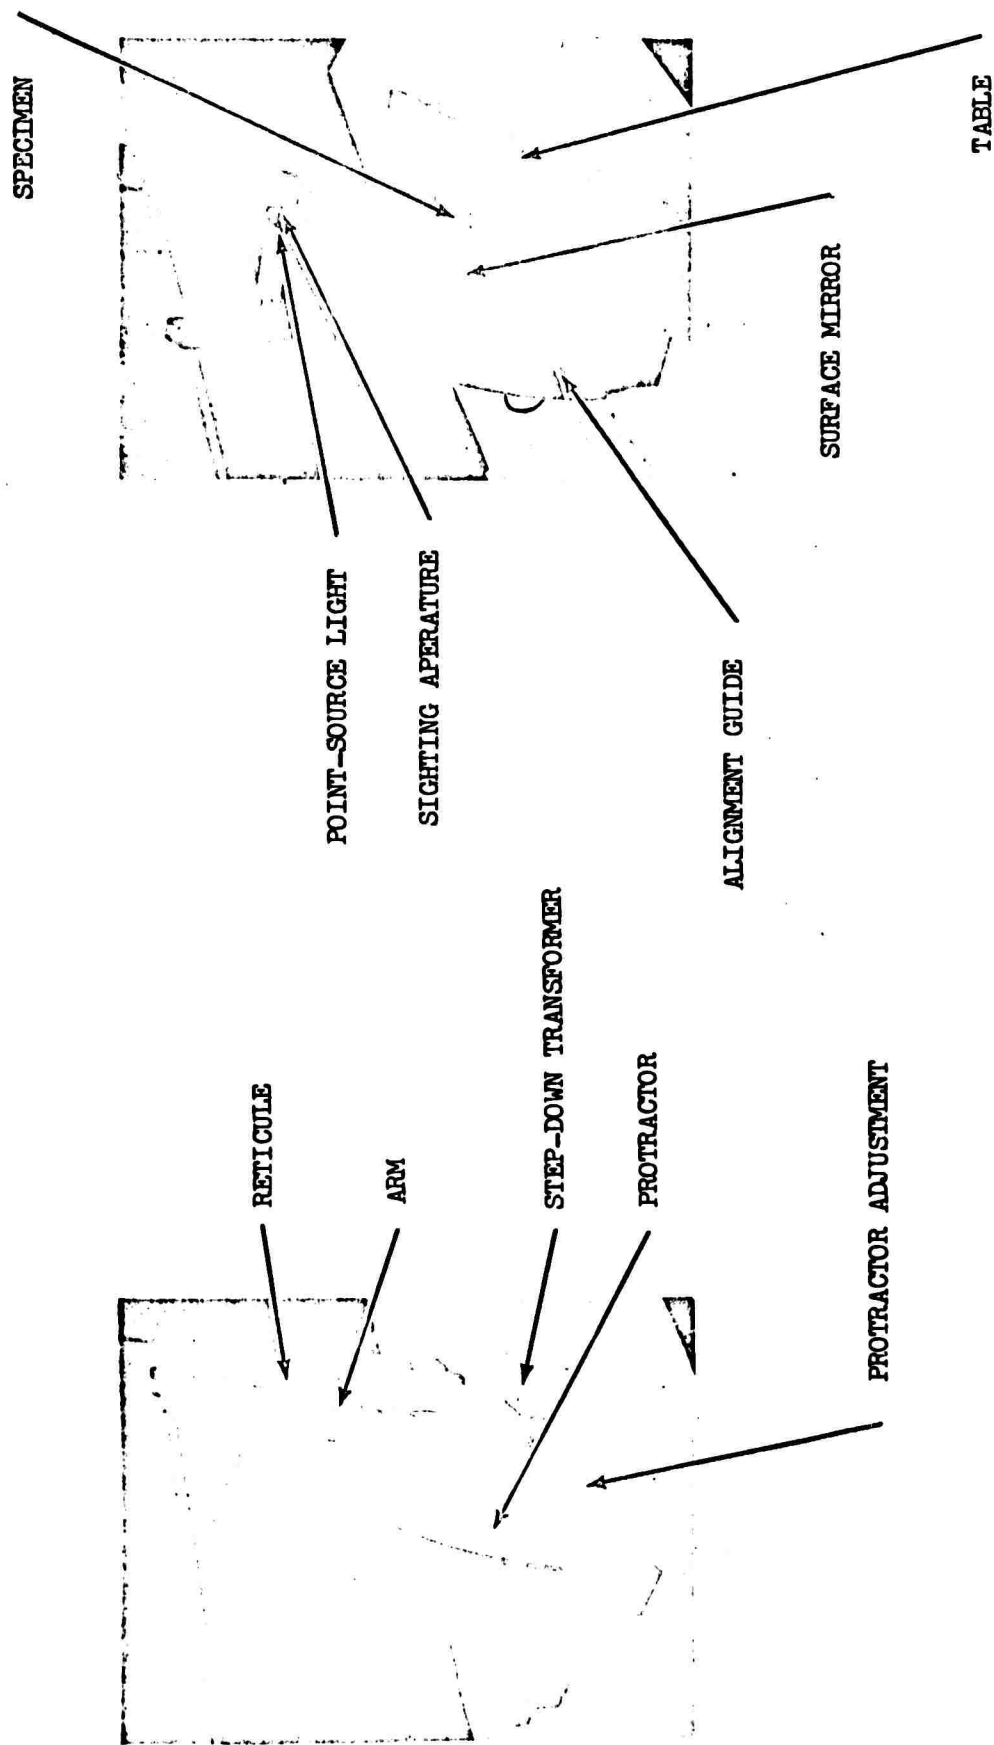 RETICULE
ARM
STEP-DOWN TRANSFORMER
PROTRACTOR
PROTRACTOR ADJUSTMENT
SPECIMEN
POINT-SOURCE LIGHT
SIGHTING APERATURE
ALIGNMENT GUIDE
SURFACE MIRROR
TABLE